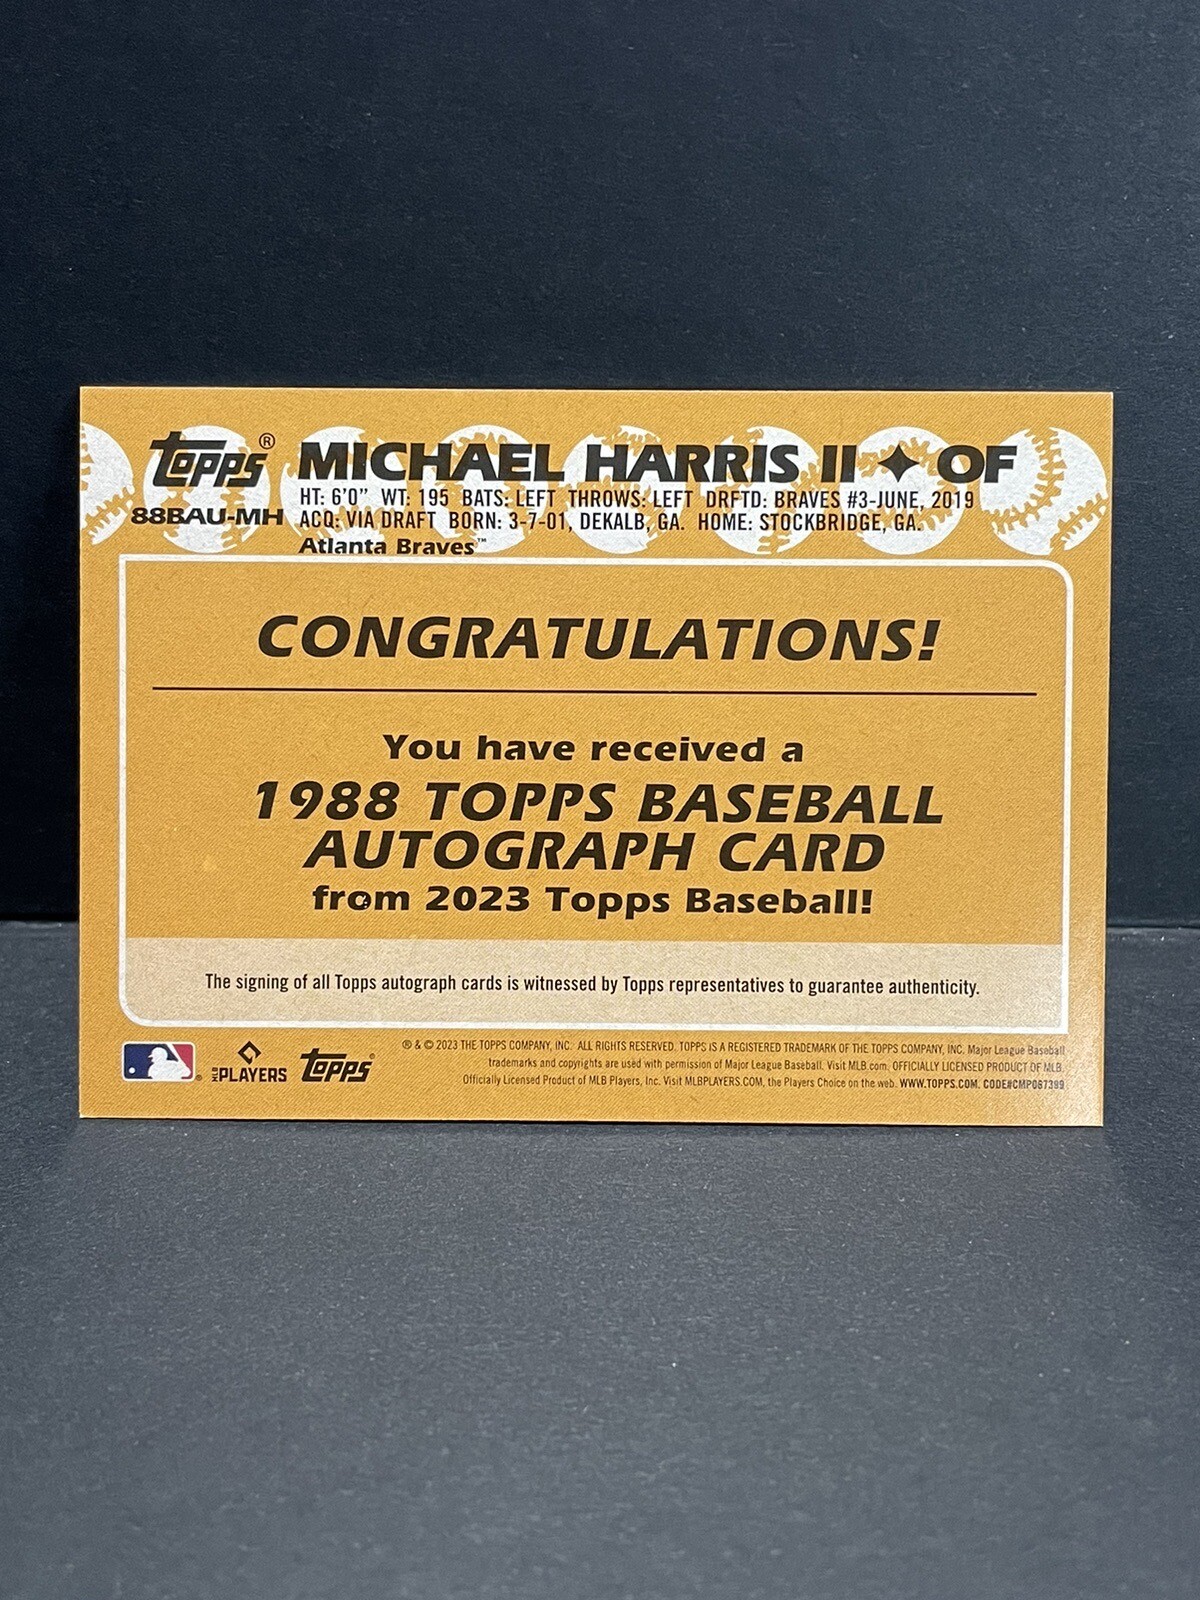 Topps®
MICHAEL HARRIS II ✦ OF
HT: 6'0" WT: 195 BATS: LEFT THROWS: LEFT DRFTD: BRAVES #3-JUNE, 2019
88BAU-MH ACQ: VIA DRAFT BORN: 3-7-01, DEKALB, GA. HOME: STOCKBRIDGE, GA.
Atlanta Braves™
CONGRATULATIONS!
You have received a
1988 TOPPS BASEBALL
AUTOGRAPH CARD
from 2023 Topps Baseball!
The signing of all Topps autograph cards is witnessed by Topps representatives to guarantee authenticity.
MLB PLAYERS Topps®
® & © 2023 THE TOPPS COMPANY, INC. ALL RIGHTS RESERVED. TOPPS IS A REGISTERED TRADEMARK OF THE TOPPS COMPANY, INC. Major League Baseball
trademarks and copyrights are used with permission of Major League Baseball. Visit MLB.com. OFFICIALLY LICENSED PRODUCT OF MLB.
Officially Licensed Product of MLB Players, Inc. Visit MLBPLAYERS.COM, the Players Choice on the web. WWW.TOPPS.COM. CODE#CMP067399